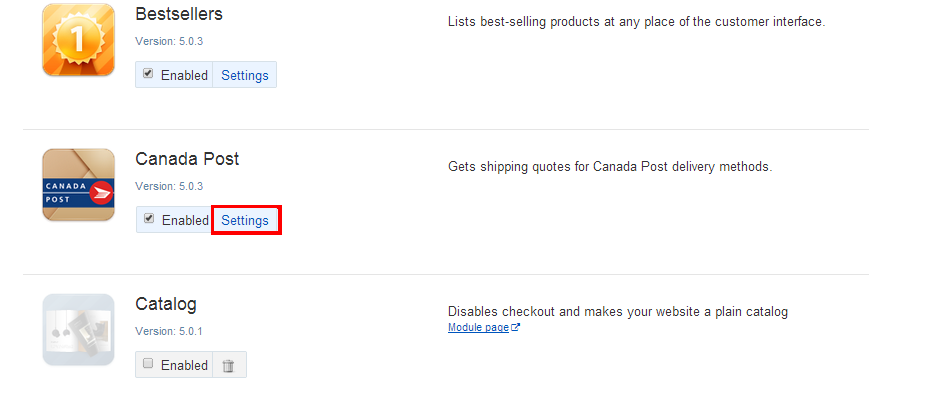 1
Bestsellers
Lists best-selling products at any place of the customer interface.
Version: 5.0.3
Enabled Settings
Canada Post
Gets shipping quotes for Canada Post delivery methods.
CANADA
POST
Version: 5.0.3
Enabled Settings
Catalog
Disables checkout and makes your website a plain catalog
Version: 5.0.1
Module page
Enabled